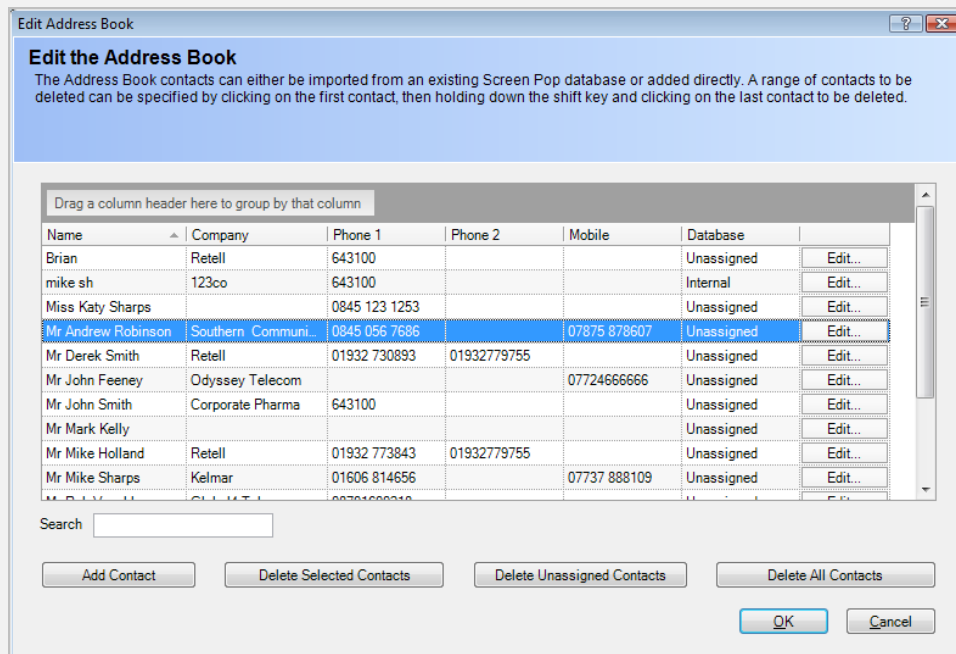 Edit Address Book
Edit the Address Book
The Address Book contacts can either be imported from an existing Screen Pop database or added directly. A range of contacts to be
deleted can be specified by clicking on the first contact, then holding down the shift key and clicking on the last contact to be deleted.
Drag a column header here to group by that column
Name Company Phone 1 Phone 2 Mobile Database
Brian Retell 643100 Unassigned Edit...
mike sh 123co 643100 Internal Edit...
Miss Katy Sharps 0845 123 1253 Unassigned Edit...
Mr Andrew Robinson Southern Communi... 0845 056 7686 07875 878607 Unassigned Edit...
Mr Derek Smith Retell 01932 730893 01932779755 Unassigned Edit...
Mr John Feeney Odyssey Telecom 07724666666 Unassigned Edit...
Mr John Smith Corporate Pharma 643100 Unassigned Edit...
Mr Mark Kelly Unassigned Edit...
Mr Mike Holland Retell 01932 773843 01932779755 Unassigned Edit...
Mr Mike Sharps Kelmar 01606 814656 07737 888109 Unassigned Edit...
Search
Add Contact Delete Selected Contacts Delete Unassigned Contacts Delete All Contacts
OK Cancel